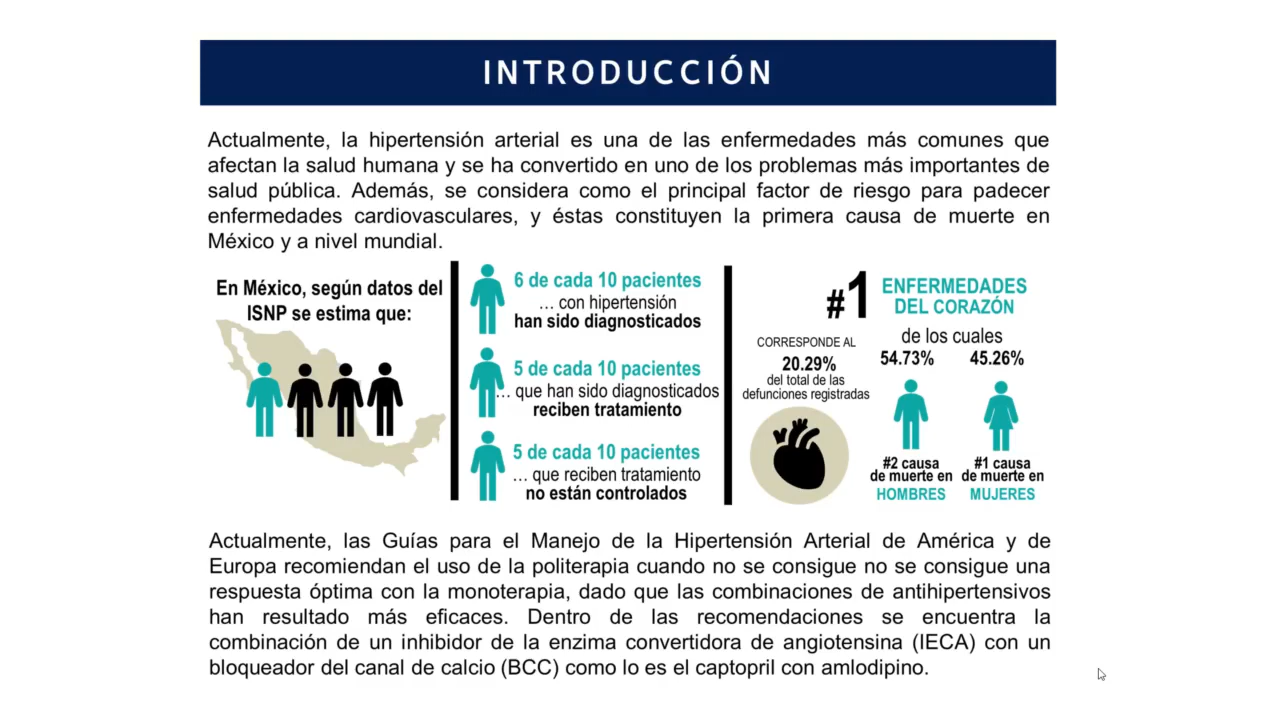 INTRODUCCIÓN
Actualmente, la hipertensión arterial es una de las enfermedades más comunes que
afectan la salud humana y se ha convertido en uno de los problemas más importantes de
salud pública. Además, se considera como el principal factor de riesgo para padecer
enfermedades cardiovasculares, y éstas constituyen la primera causa de muerte en
México y a nivel mundial.
En México, según datos del
ISNP se estima que:
6 de cada 10 pacientes
… con hipertensión
han sido diagnosticados
5 de cada 10 pacientes
… que han sido diagnosticados
reciben tratamiento
5 de cada 10 pacientes
… que reciben tratamiento
no están controlados
#1
ENFERMEDADES
DEL CORAZÓN
CORRESPONDE AL
20.29%
del total de las
defunciones registradas
de los cuales
54.73% 45.26%
#2 causa
de muerte en
HOMBRES
#1 causa
de muerte en
MUJERES
Actualmente, las Guías para el Manejo de la Hipertensión Arterial de América y de
Europa recomiendan el uso de la politerapia cuando no se consigue no se consigue una
respuesta óptima con la monoterapia, dado que las combinaciones de antihipertensivos
han resultado más eficaces. Dentro de las recomendaciones se encuentra la
combinación de un inhibidor de la enzima convertidora de angiotensina (IECA) con un
bloqueador del canal de calcio (BCC) como lo es el captopril con amlodipino.